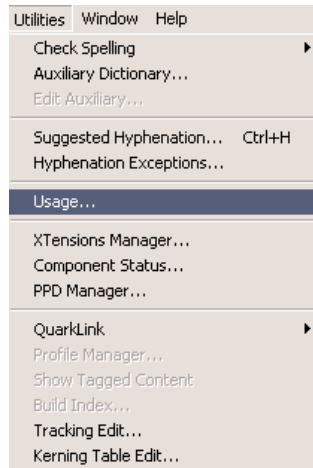 Utilities Window Help
Check Spelling
Auxiliary Dictionary...
Edit Auxiliary...
Suggested Hyphenation... Ctrl+H
Hyphenation Exceptions...
Usage...
XTensions Manager...
Component Status...
PPD Manager...
QuarkLink
Profile Manager...
Show Tagged Content
Build Index...
Tracking Edit...
Kerning Table Edit...